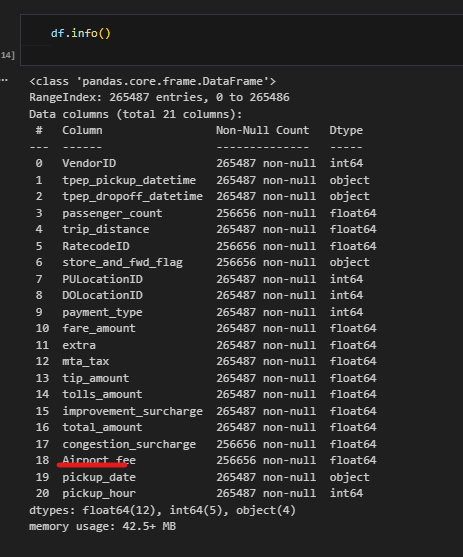 df.info()
14]
...
<class 'pandas.core.frame.DataFrame'>
RangeIndex: 265487 entries, 0 to 265486
Data columns (total 21 columns):
 #   Column                 Non-Null Count   Dtype
---  ------                 --------------   -----
 0   VendorID               265487 non-null  int64
 1   tpep_pickup_datetime   265487 non-null  object
 2   tpep_dropoff_datetime  265487 non-null  object
 3   passenger_count        256656 non-null  float64
 4   trip_distance          265487 non-null  float64
 5   RatecodeID             256656 non-null  float64
 6   store_and_fwd_flag     256656 non-null  object
 7   PULocationID           265487 non-null  int64
 8   DOLocationID           265487 non-null  int64
 9   payment_type           265487 non-null  int64
 10  fare_amount            265487 non-null  float64
 11  extra                  265487 non-null  float64
 12  mta_tax                265487 non-null  float64
 13  tip_amount             265487 non-null  float64
 14  tolls_amount           265487 non-null  float64
 15  improvement_surcharge  265487 non-null  float64
 16  total_amount           265487 non-null  float64
 17  congestion_surcharge   256656 non-null  float64
 18  Airport_fee            256656 non-null  float64
 19  pickup_date            265487 non-null  object
 20  pickup_hour            265487 non-null  int64
dtypes: float64(12), int64(5), object(4)
memory usage: 42.5+ MB